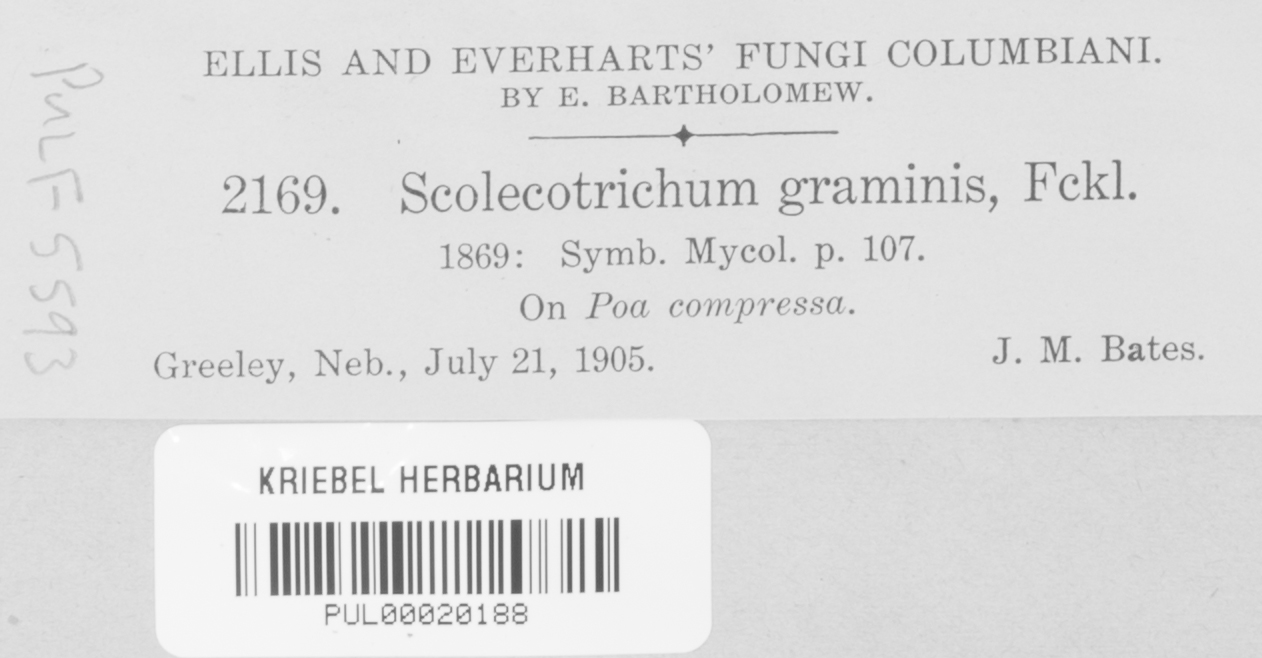 ELLIS AND EVERHARTS' FUNGI COLUMBIANI.
BY E. BARTHOLOMEW.
2169. Scolecotrichum graminis, Fckl.
1869: Symb. Mycol. p. 107.
On Poa compressa.
Greeley, Neb., July 21, 1905. J. M. Bates.
PulF 5593
KRIEBEL HERBARIUM
PUL00020188